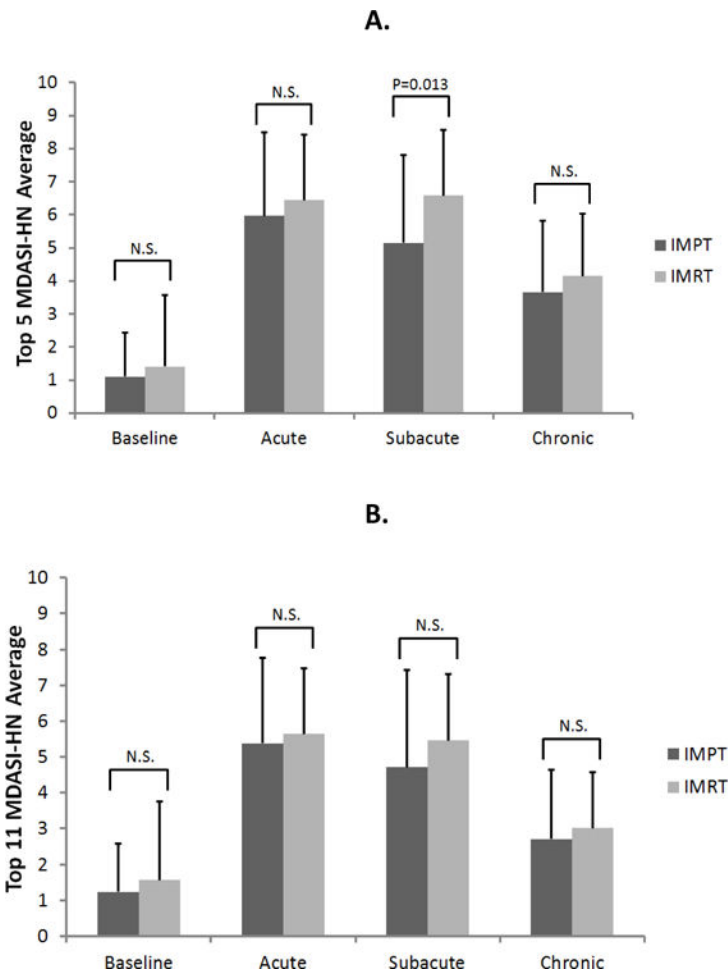 A.
Top 5 MDASI-HN Average
10
9
8
7
6
5
4
3
2
1
0
N.S.
N.S.
P=0.013
N.S.
Baseline
Acute
Subacute
Chronic
IMPT
IMRT
B.
Top 11 MDASI-HN Average
10
9
8
7
6
5
4
3
2
1
0
N.S.
N.S.
N.S.
N.S.
Baseline
Acute
Subacute
Chronic
IMPT
IMRT